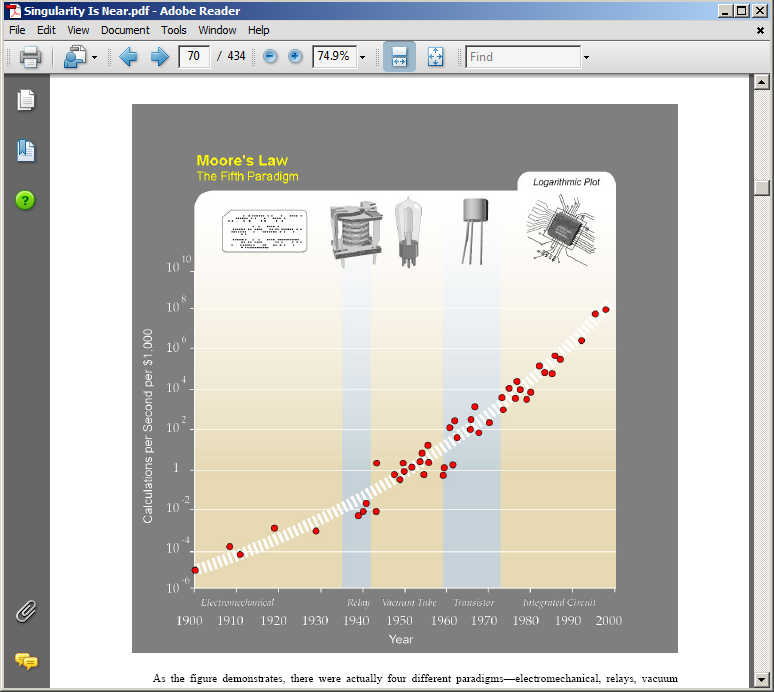 Singularity Is Near.pdf - Adobe Reader
File Edit View Document Tools Window Help
70 / 434 74.9% Find
Moore's Law
The Fifth Paradigm
Logarithmic Plot
10^10
10^8
10^6
10^4
10^2
1
10^-2
10^-4
10^-6
Calculations per Second per $1,000
Electromechanical Relay Vacuum Tube Transistor Integrated Circuit
1900 1910 1920 1930 1940 1950 1960 1970 1980 1990 2000
Year
As the figure demonstrates, there were actually four different paradigms—electromechanical, relays, vacuum